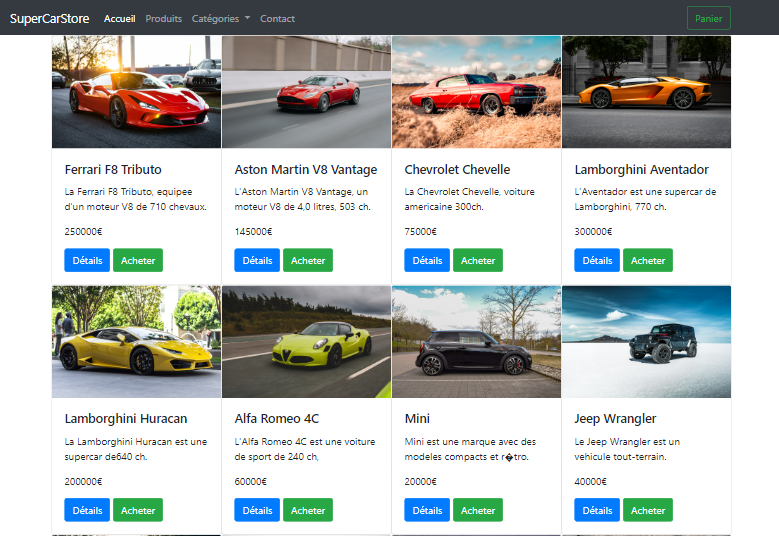 SuperCarStore Accueil Produits Catégories Contact Panier
Ferrari F8 Tributo
La Ferrari F8 Tributo, equipee
d'un moteur V8 de 710 chevaux.
250000€
Détails Acheter
Aston Martin V8 Vantage
L'Aston Martin V8 Vantage, un
moteur V8 de 4,0 litres, 503 ch.
145000€
Détails Acheter
Chevrolet Chevelle
La Chevrolet Chevelle, voiture
americaine 300ch.
75000€
Détails Acheter
Lamborghini Aventador
L'Aventador est une supercar de
Lamborghini, 770 ch.
300000€
Détails Acheter
Lamborghini Huracan
La Lamborghini Huracan est une
supercar de640 ch.
200000€
Détails Acheter
Alfa Romeo 4C
L'Alfa Romeo 4C est une voiture
de sport de 240 ch,
60000€
Détails Acheter
Mini
Mini est une marque avec des
modeles compacts et r�tro.
20000€
Détails Acheter
Jeep Wrangler
Le Jeep Wrangler est un
vehicule tout-terrain.
40000€
Détails Acheter